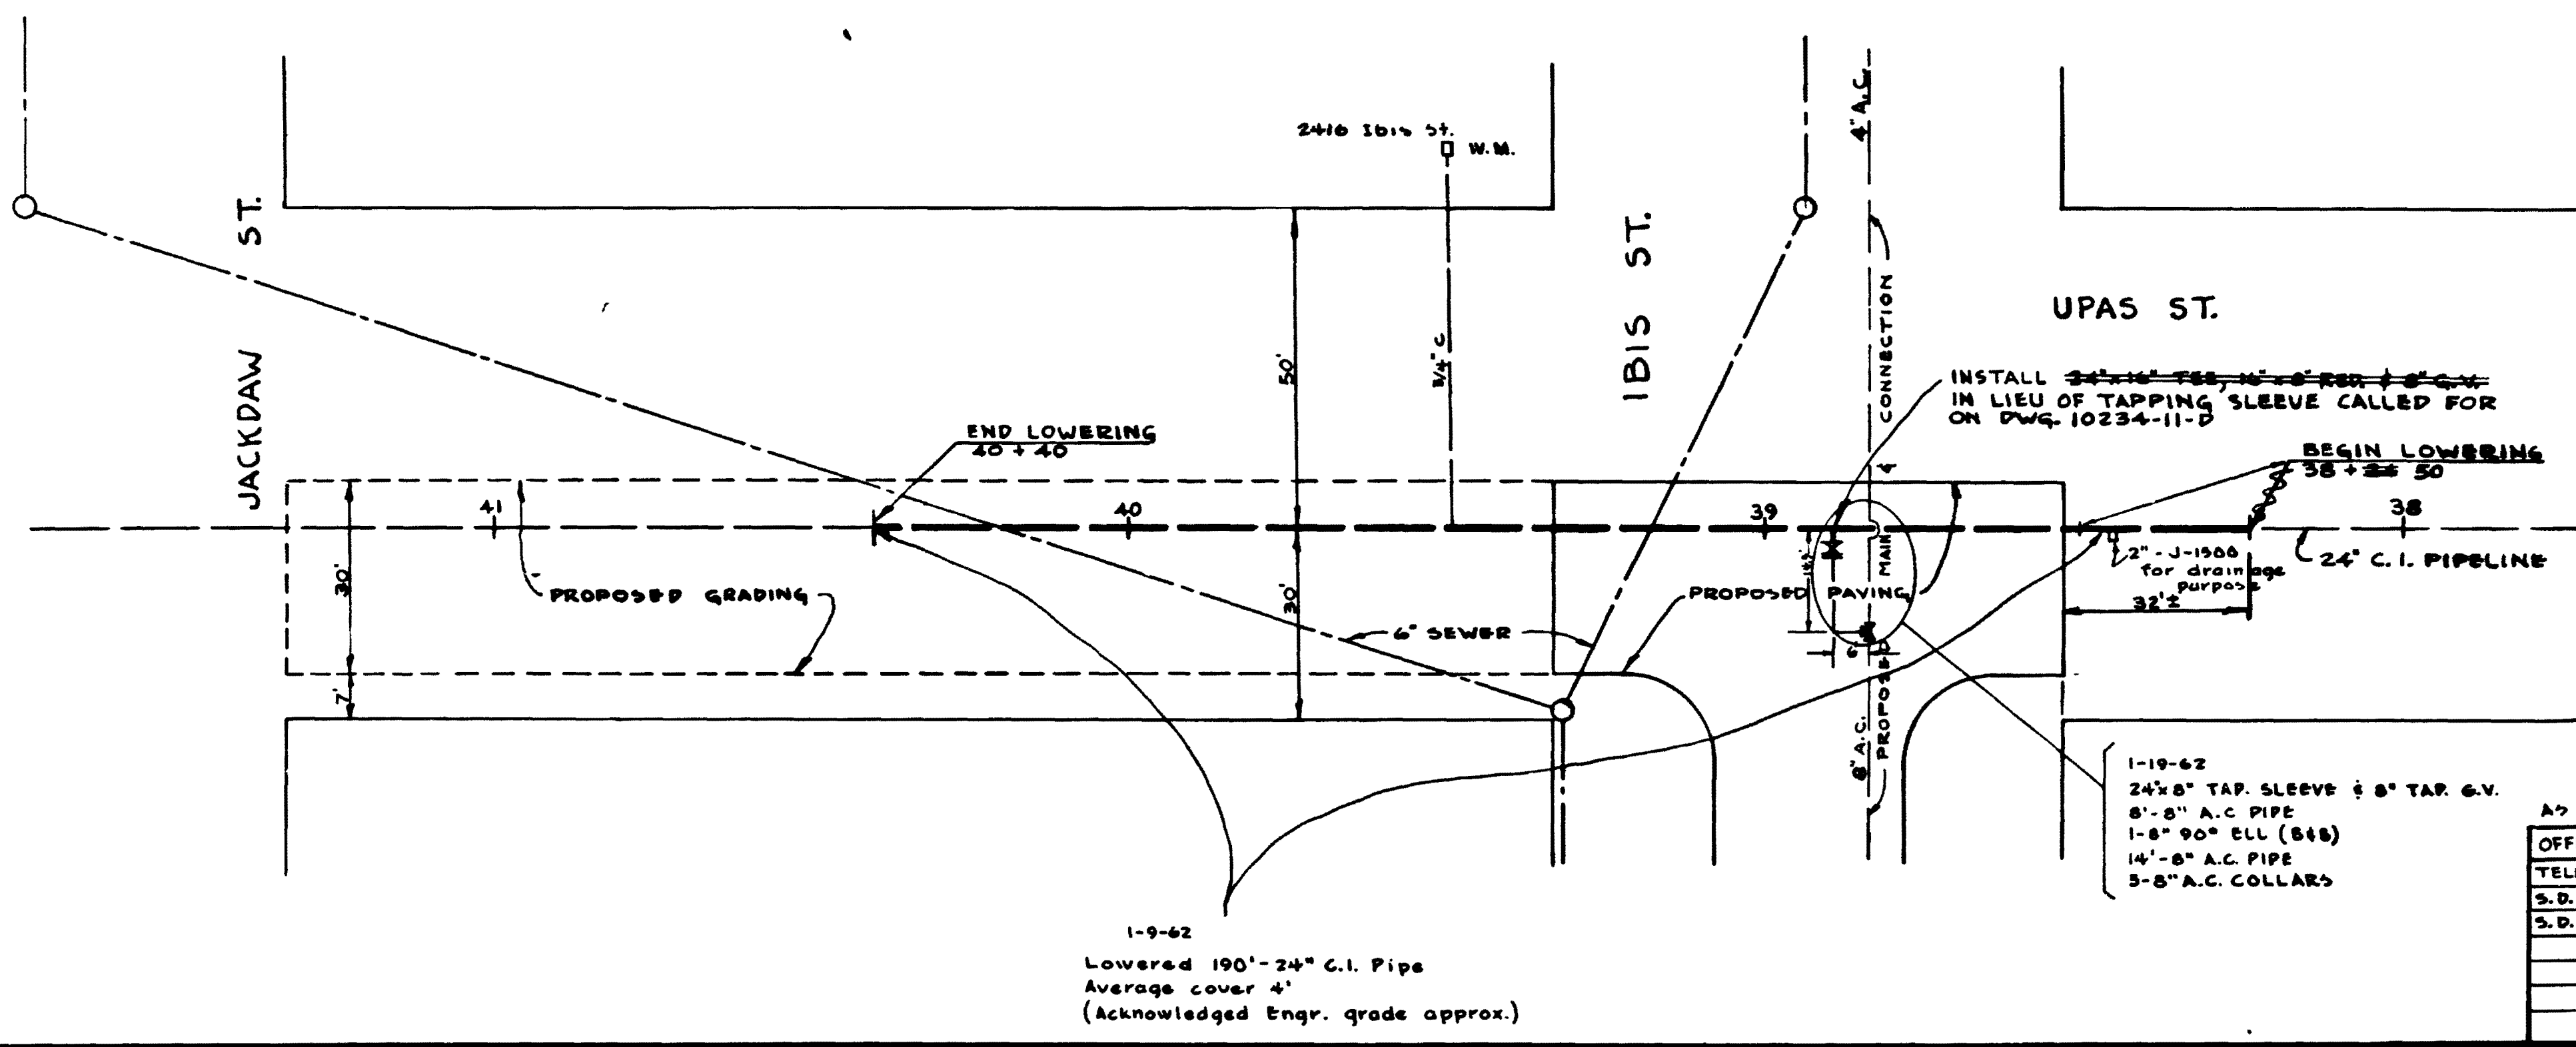 2416 Ibis St.
W.M.
4" A.C.
JACKDAW ST.
IBIS ST.
UPAS ST.
50'
3/4" C
CONNECTION
INSTALL 24"x16" TEE, 16"x8" RED. & 8" G.V.
IN LIEU OF TAPPING SLEEVE CALLED FOR
ON DWG. 10234-11-D
END LOWERING
40 + 40
BEGIN LOWERING
38 + 50
41
40
39
38
4
2" - J-1500
for drainage
purpose
24" C.I. PIPELINE
32'±
30'
7'
30'
PROPOSED GRADING
6" SEWER
PROPOSED PAVING
6'
8" A.C.
PROPOSED MAIN
1-19-62
24"x8" TAP. SLEEVE & 8" TAP. G.V.
8'-8" A.C PIPE
1-8" 90° ELL (B&B)
14'-8" A.C. PIPE
3-8" A.C. COLLARS
1-9-62
Lowered 190'-24" C.I. Pipe
Average cover 4'
(Acknowledged Engr. grade approx.)
AS
OFF
TEL
S.D.
S.D.